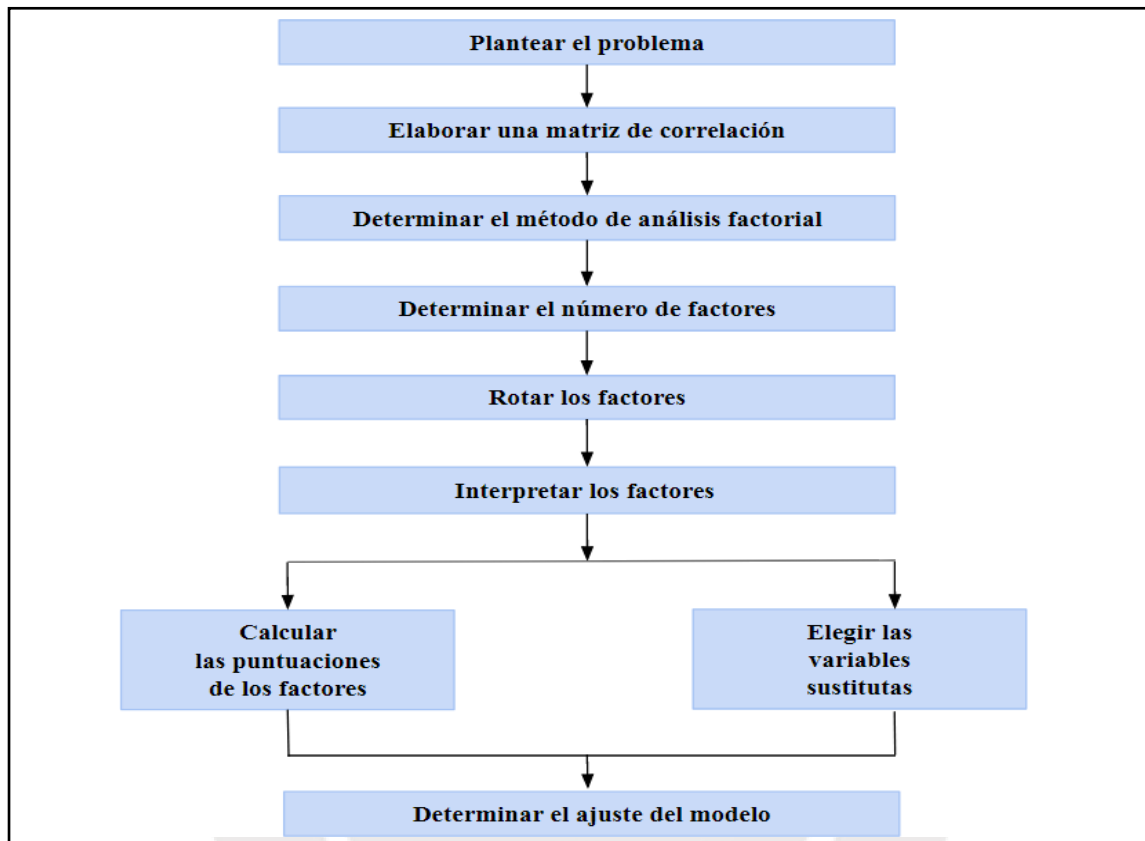 Plantear el problema
Elaborar una matriz de correlación
Determinar el método de análisis factorial
Determinar el número de factores
Rotar los factores
Interpretar los factores
Calcular
las puntuaciones
de los factores
Elegir las
variables
sustitutas
Determinar el ajuste del modelo